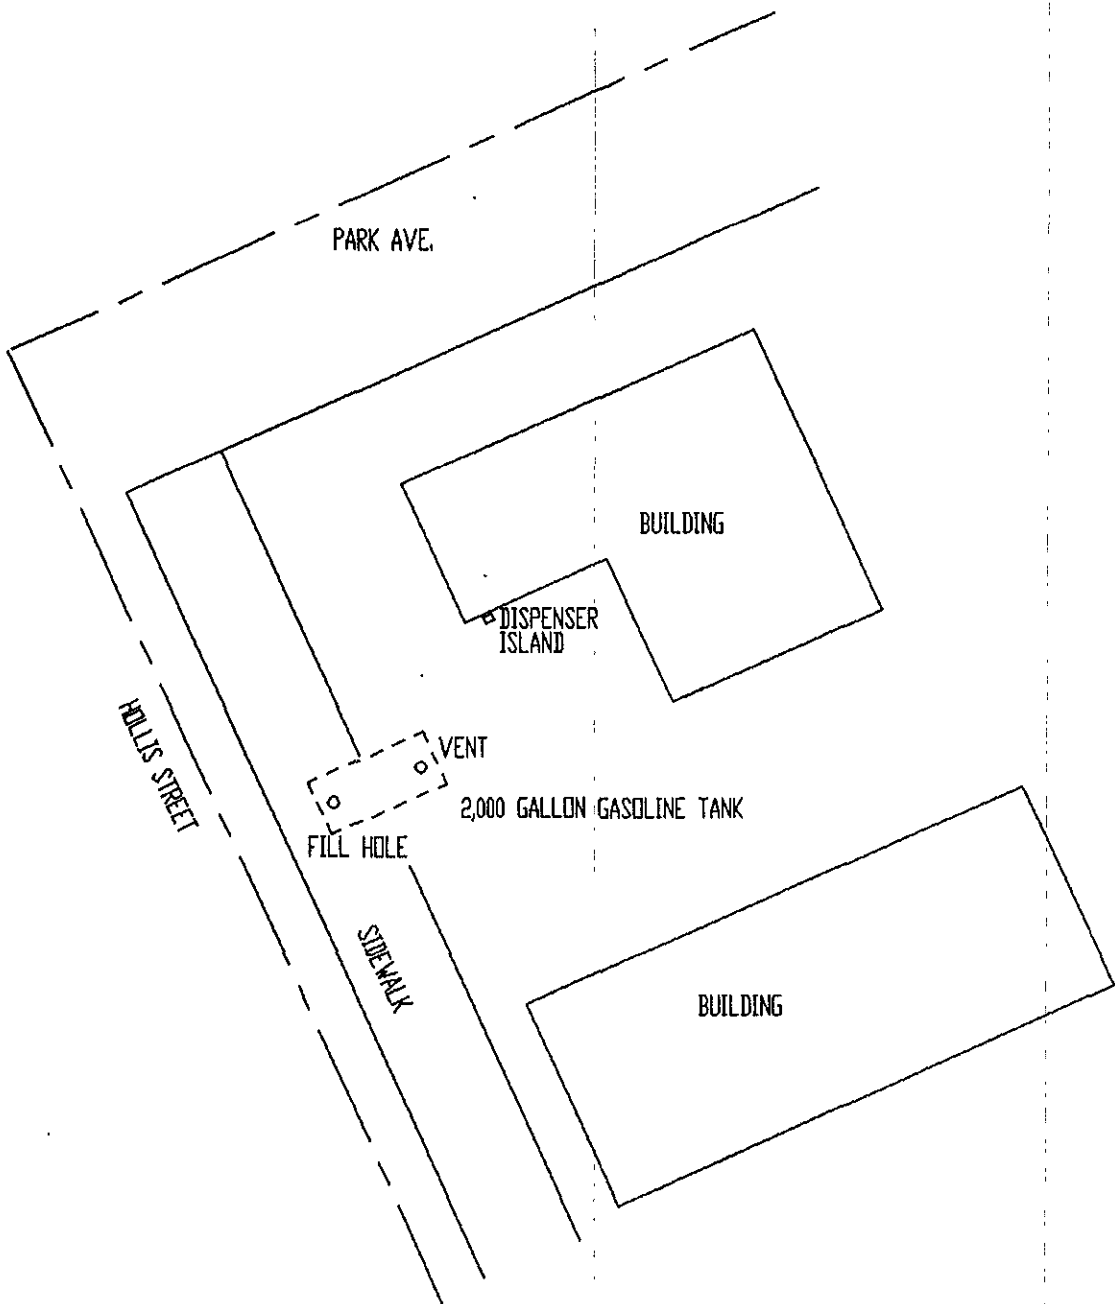 PARK AVE.
BUILDING
DISPENSER
ISLAND
HOLLIS STREET
VENT
2,000 GALLON GASOLINE TANK
FILL HOLE
SIDEWALK
BUILDING